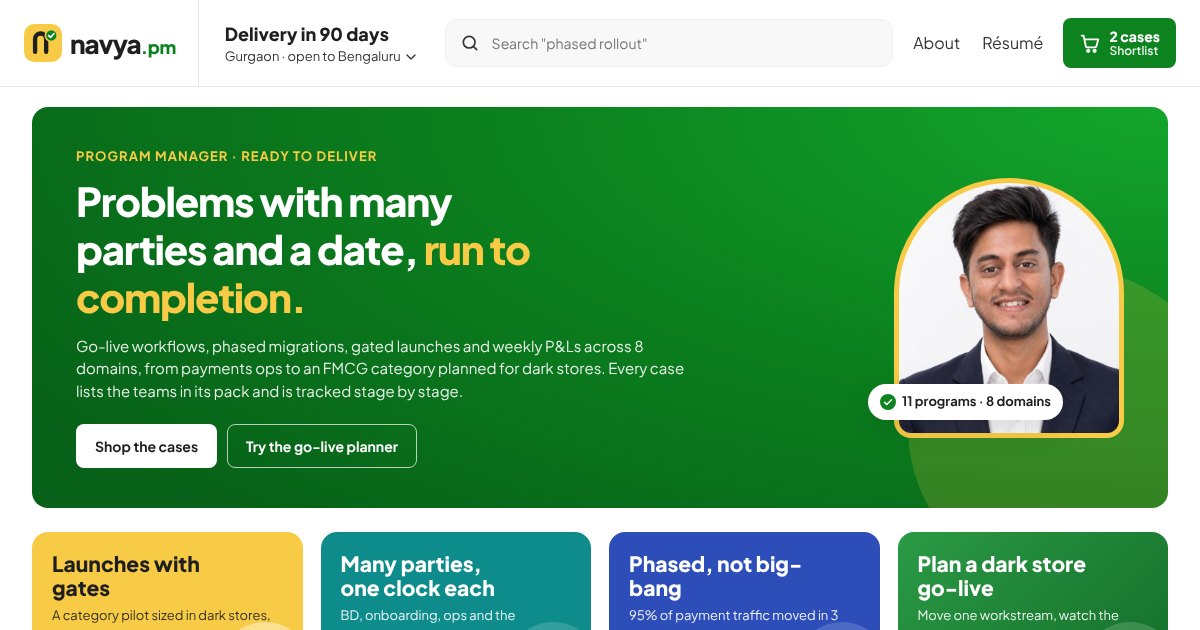 navya.pm
Delivery in 90 days
Gurgaon · open to Bengaluru
Search "phased rollout"
About
Résumé
2 cases
Shortlist
PROGRAM MANAGER · READY TO DELIVER
Problems with many
parties and a date, run to
completion.
Go-live workflows, phased migrations, gated launches and weekly P&Ls across 8
domains, from payments ops to an FMCG category planned for dark stores. Every case
lists the teams in its pack and is tracked stage by stage.
Shop the cases
Try the go-live planner
11 programs · 8 domains
Launches with
gates
A category pilot sized in dark stores,
Many parties,
one clock each
BD, onboarding, ops and the
Phased, not big-
bang
95% of payment traffic moved in 3
Plan a dark store
go-live
Move one workstream, watch the